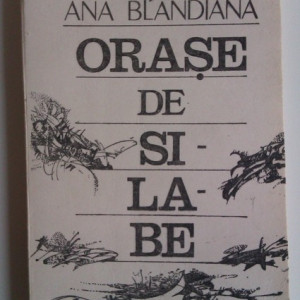 ANA BLANDIANA
ORAȘE
DE
SI-
LA-
BE